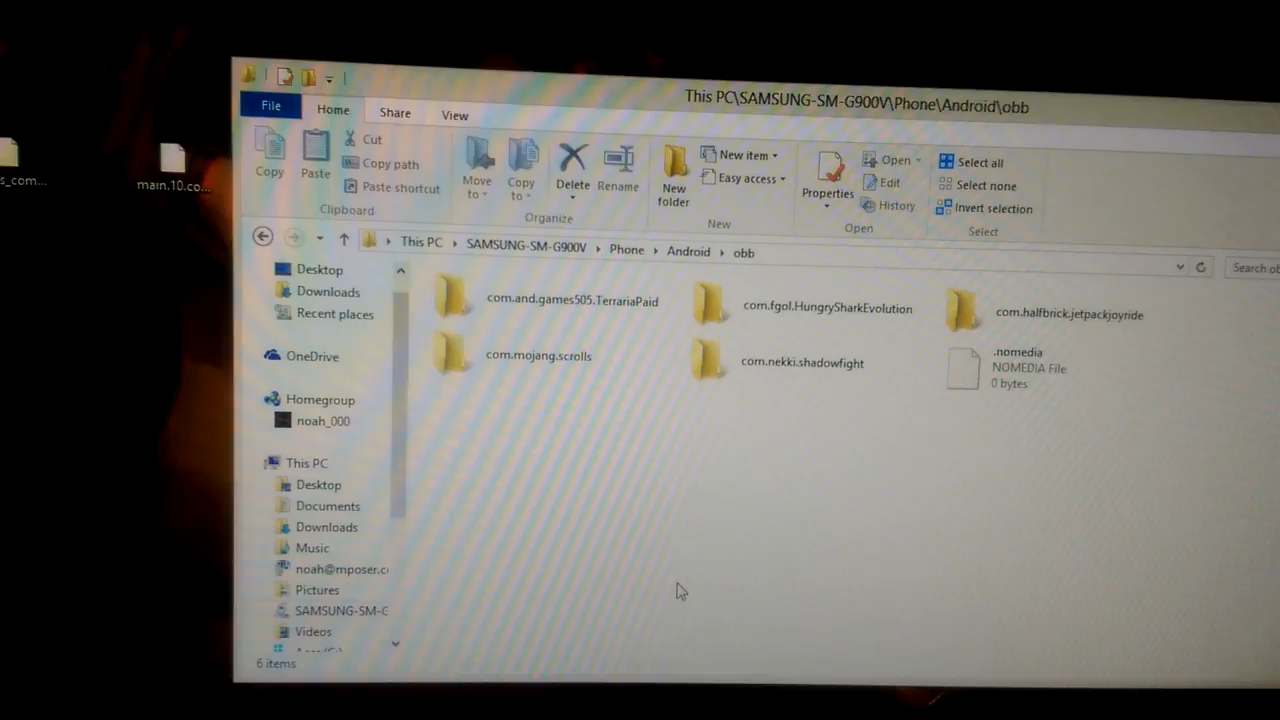 This PC\SAMSUNG-SM-G900V\Phone\Android\obb
File
Home
Share
View
Copy
Paste
Cut
Copy path
Paste shortcut
Clipboard
Move to
Copy to
Delete
Rename
Organize
New folder
New item
Easy access
New
Properties
Open
Edit
History
Open
Select all
Select none
Invert selection
Select
This PC
SAMSUNG-SM-G900V
Phone
Android
obb
Search ob
s_com...
main.10.co...
Desktop
Downloads
Recent places
OneDrive
Homegroup
noah_000
This PC
Desktop
Documents
Downloads
Music
noah@mposer.c
Pictures
SAMSUNG-SM-G
Videos
com.and.games505.TerrariaPaid
com.fgol.HungrySharkEvolution
com.halfbrick.jetpackjoyride
com.mojang.scrolls
com.nekki.shadowfight
.nomedia
NOMEDIA File
0 bytes
6 items